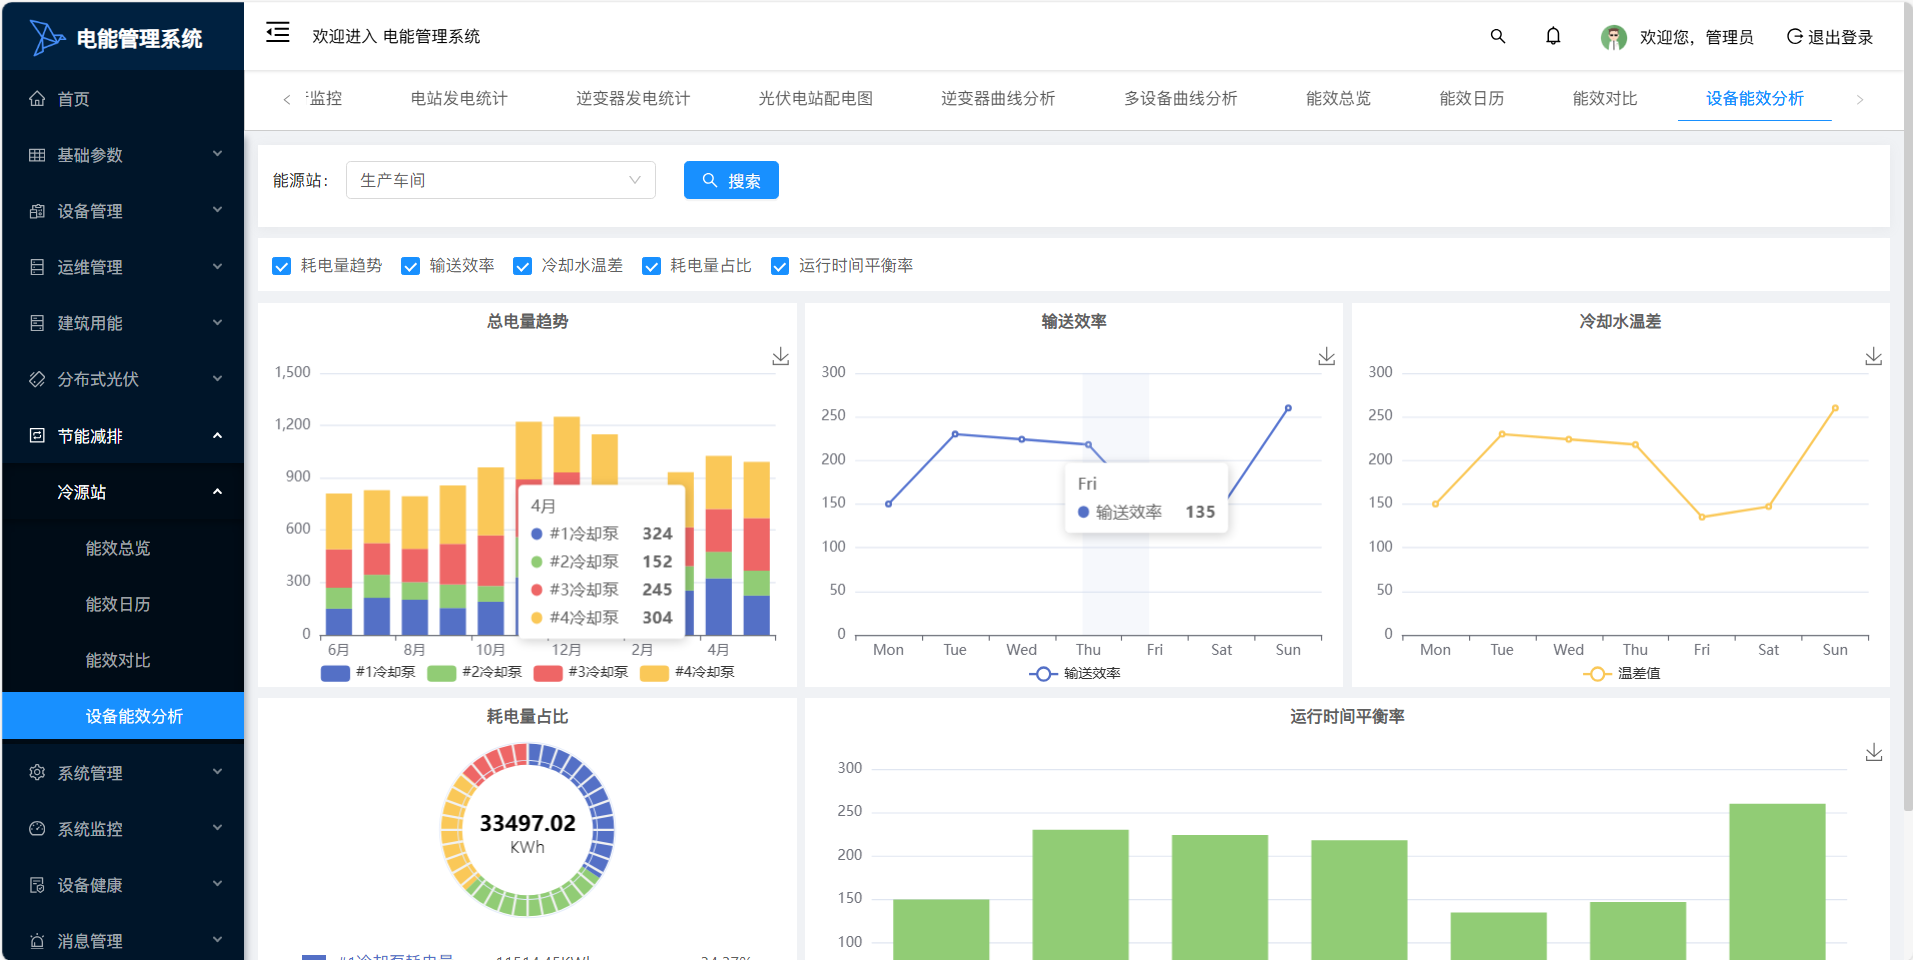 电能管理系统
欢迎进入 电能管理系统
欢迎您，管理员
退出登录
首页
基础参数
设备管理
运维管理
建筑用能
分布式光伏
节能减排
冷源站
能效总览
能效日历
能效对比
设备能效分析
系统管理
系统监控
设备健康
消息管理
监控
电站发电统计
逆变器发电统计
光伏电站配电图
逆变器曲线分析
多设备曲线分析
能效总览
能效日历
能效对比
设备能效分析
能源站：
生产车间
搜索
耗电量趋势
输送效率
冷却水温差
耗电量占比
运行时间平衡率
总电量趋势
1,500
1,200
900
600
300
0
6月
8月
10月
12月
2月
4月
4月
#1冷却泵 324
#2冷却泵 152
#3冷却泵 245
#4冷却泵 304
#1冷却泵
#2冷却泵
#3冷却泵
#4冷却泵
输送效率
300
250
200
150
100
50
0
Mon
Tue
Wed
Thu
Fri
Sat
Sun
Fri
输送效率 135
输送效率
冷却水温差
300
250
200
150
100
50
0
Mon
Tue
Wed
Thu
Fri
Sat
Sun
温差值
耗电量占比
33497.02
KWh
#1冷却泵耗电量
运行时间平衡率
300
250
200
150
100